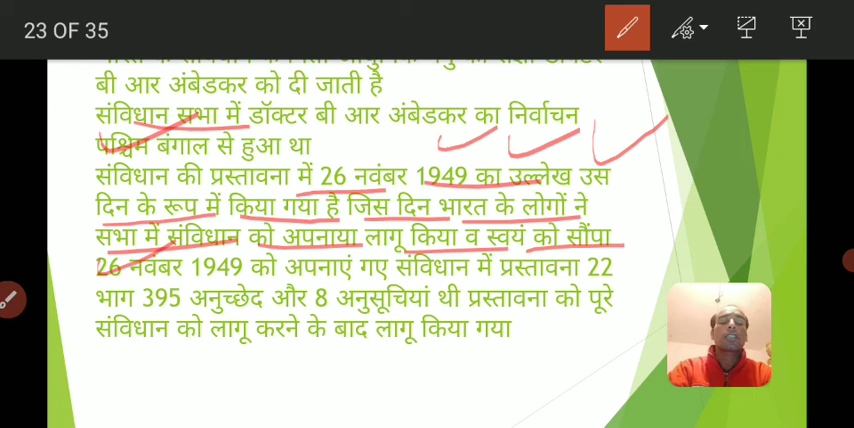 23 OF 35
बी आर अंबेडकर को दी जाती है
संविधान सभा में डॉक्टर बी आर अंबेडकर का निर्वाचन
पश्चिम बंगाल से हुआ था
संविधान की प्रस्तावना में 26 नवंबर 1949 का उल्लेख उस
दिन के रूप में किया गया है जिस दिन भारत के लोगों ने
सभा में संविधान को अपनाया लागू किया व स्वयं को सौंपा
26 नवंबर 1949 को अपनाएं गए संविधान में प्रस्तावना 22
भाग 395 अनुच्छेद और 8 अनुसूचियां थी प्रस्तावना को पूरे
संविधान को लागू करने के बाद लागू किया गया